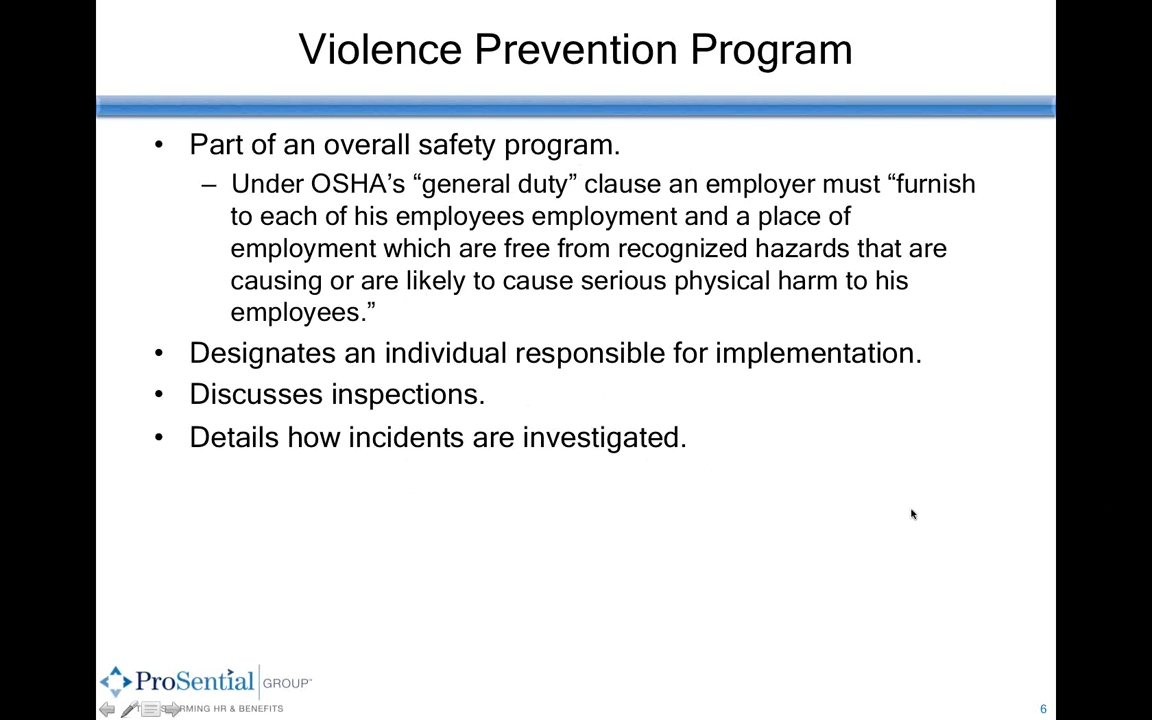 Violence Prevention Program
• Part of an overall safety program.
– Under OSHA’s “general duty” clause an employer must “furnish
to each of his employees employment and a place of
employment which are free from recognized hazards that are
causing or are likely to cause serious physical harm to his
employees.”
• Designates an individual responsible for implementation.
• Discusses inspections.
• Details how incidents are investigated.
ProSential GROUP
HR & BENEFITS
6